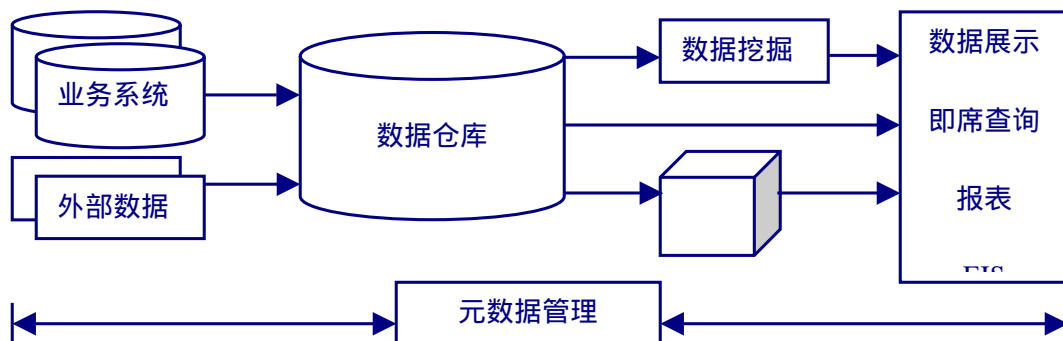 业务系统
外部数据
数据仓库
数据挖掘
数据展示
即席查询
报表
元数据管理